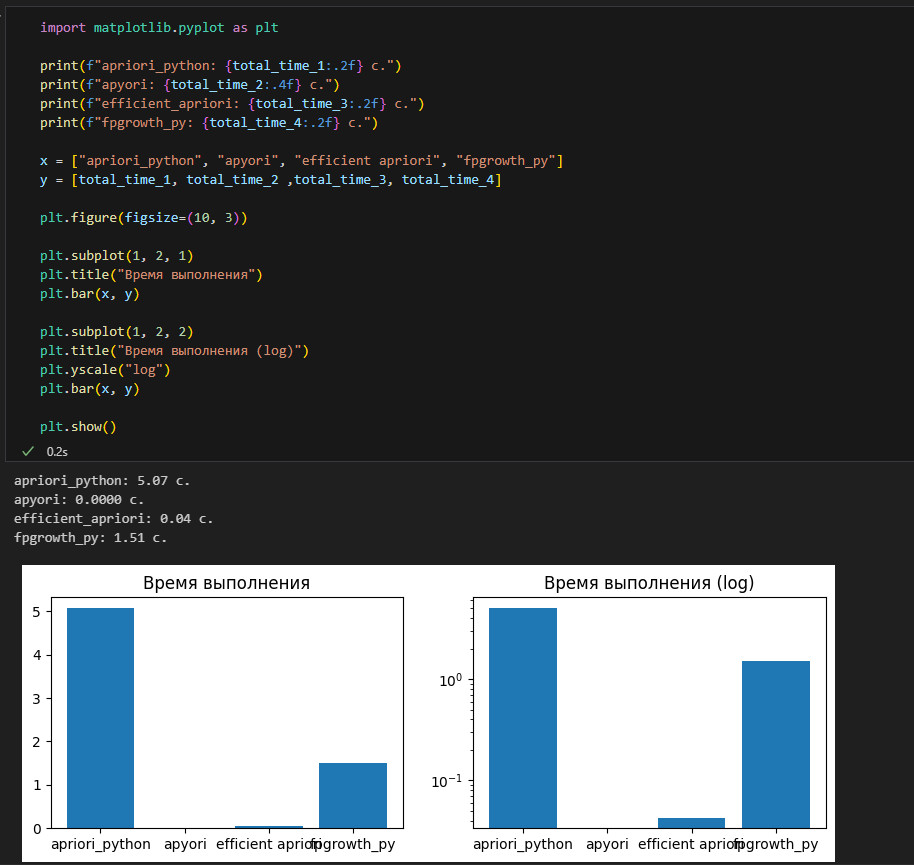 import matplotlib.pyplot as plt
print(f"apriori_python: {total_time_1:.2f} с.")
print(f"apyori: {total_time_2:.4f} с.")
print(f"efficient_apriori: {total_time_3:.2f} с.")
print(f"fpgrowth_py: {total_time_4:.2f} с.")
x = ["apriori_python", "apyori", "efficient apriori", "fpgrowth_py"]
y = [total_time_1, total_time_2 ,total_time_3, total_time_4]
plt.figure(figsize=(10, 3))
plt.subplot(1, 2, 1)
plt.title("Время выполнения")
plt.bar(x, y)
plt.subplot(1, 2, 2)
plt.title("Время выполнения (log)")
plt.yscale("log")
plt.bar(x, y)
plt.show()
0.2s
apriori_python: 5.07 с.
apyori: 0.0000 с.
efficient_apriori: 0.04 с.
fpgrowth_py: 1.51 с.
Время выполнения
5
4
3
2
1
0
apriori_python apyori efficient apriori fpgrowth_py
Время выполнения (log)
10⁰
10⁻¹
apriori_python apyori efficient apriori fpgrowth_py